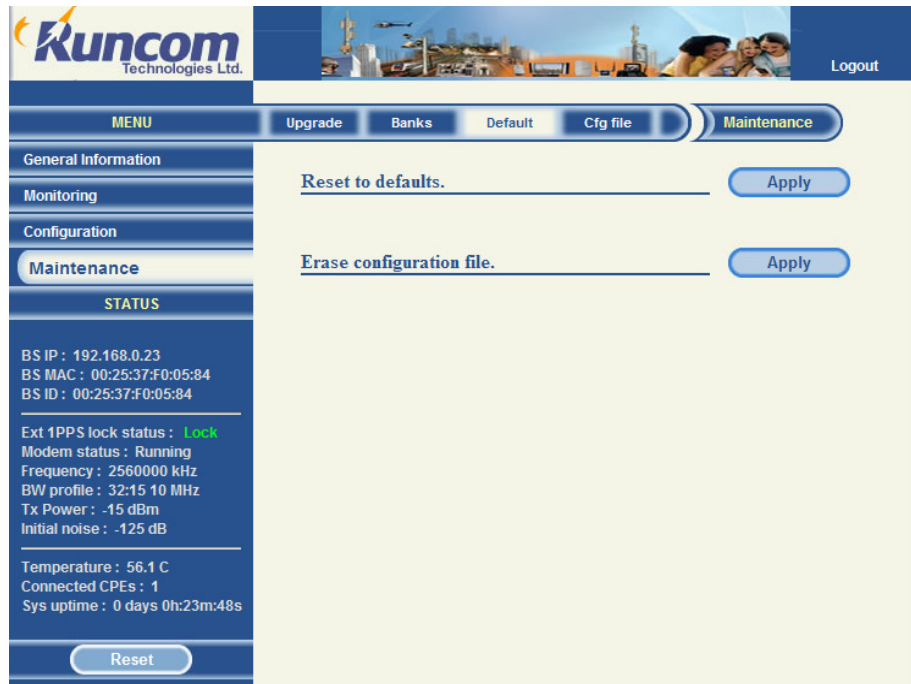 Runcom
Technologies Ltd.
Logout
MENU
Upgrade Banks Default Cfg file Maintenance
General Information
Monitoring
Configuration
Maintenance
Reset to defaults. Apply
Erase configuration file. Apply
STATUS
BS IP : 192.168.0.23
BS MAC : 00:25:37:F0:05:84
BS ID : 00:25:37:F0:05:84
Ext 1PPS lock status : Lock
Modem status : Running
Frequency : 2560000 kHz
BW profile : 32:15 10 MHz
Tx Power : -15 dBm
Initial noise : -125 dB
Temperature : 56.1 C
Connected CPEs : 1
Sys uptime : 0 days 0h:23m:48s
Reset